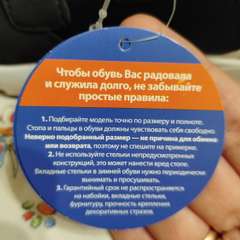 Чтобы обувь Вас радовала
и служила долго, не забывайте
простые правила:
1. Подбирайте модель точно по размеру и полноте.
Стопа и пальцы в обуви должны чувствовать себя свободно.
Неверно подобранный размер — не причина для обмена
или возврата, поэтому не спешите на примерке.
2. Не используйте стельки непредусмотренных
конструкций, это может нанести вред стопе.
Вкладные стельки в зимней обуви нужно периодически
вынимать и просушивать.
3. Гарантийный срок не распространяется
на набойки, вкладные стельки,
фурнитуру, прочность крепления
декоративных стразов.